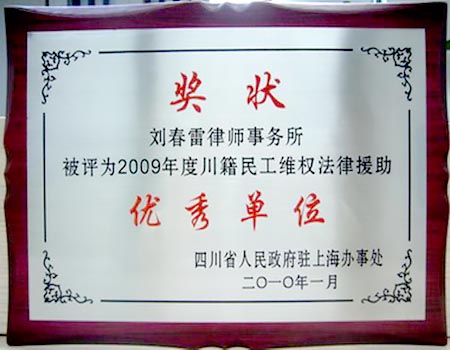 奖状
刘春雷律师事务所
被评为2009年度川籍民工维权法律援助
优秀单位
四川省人民政府驻上海办事处
二〇一〇年一月